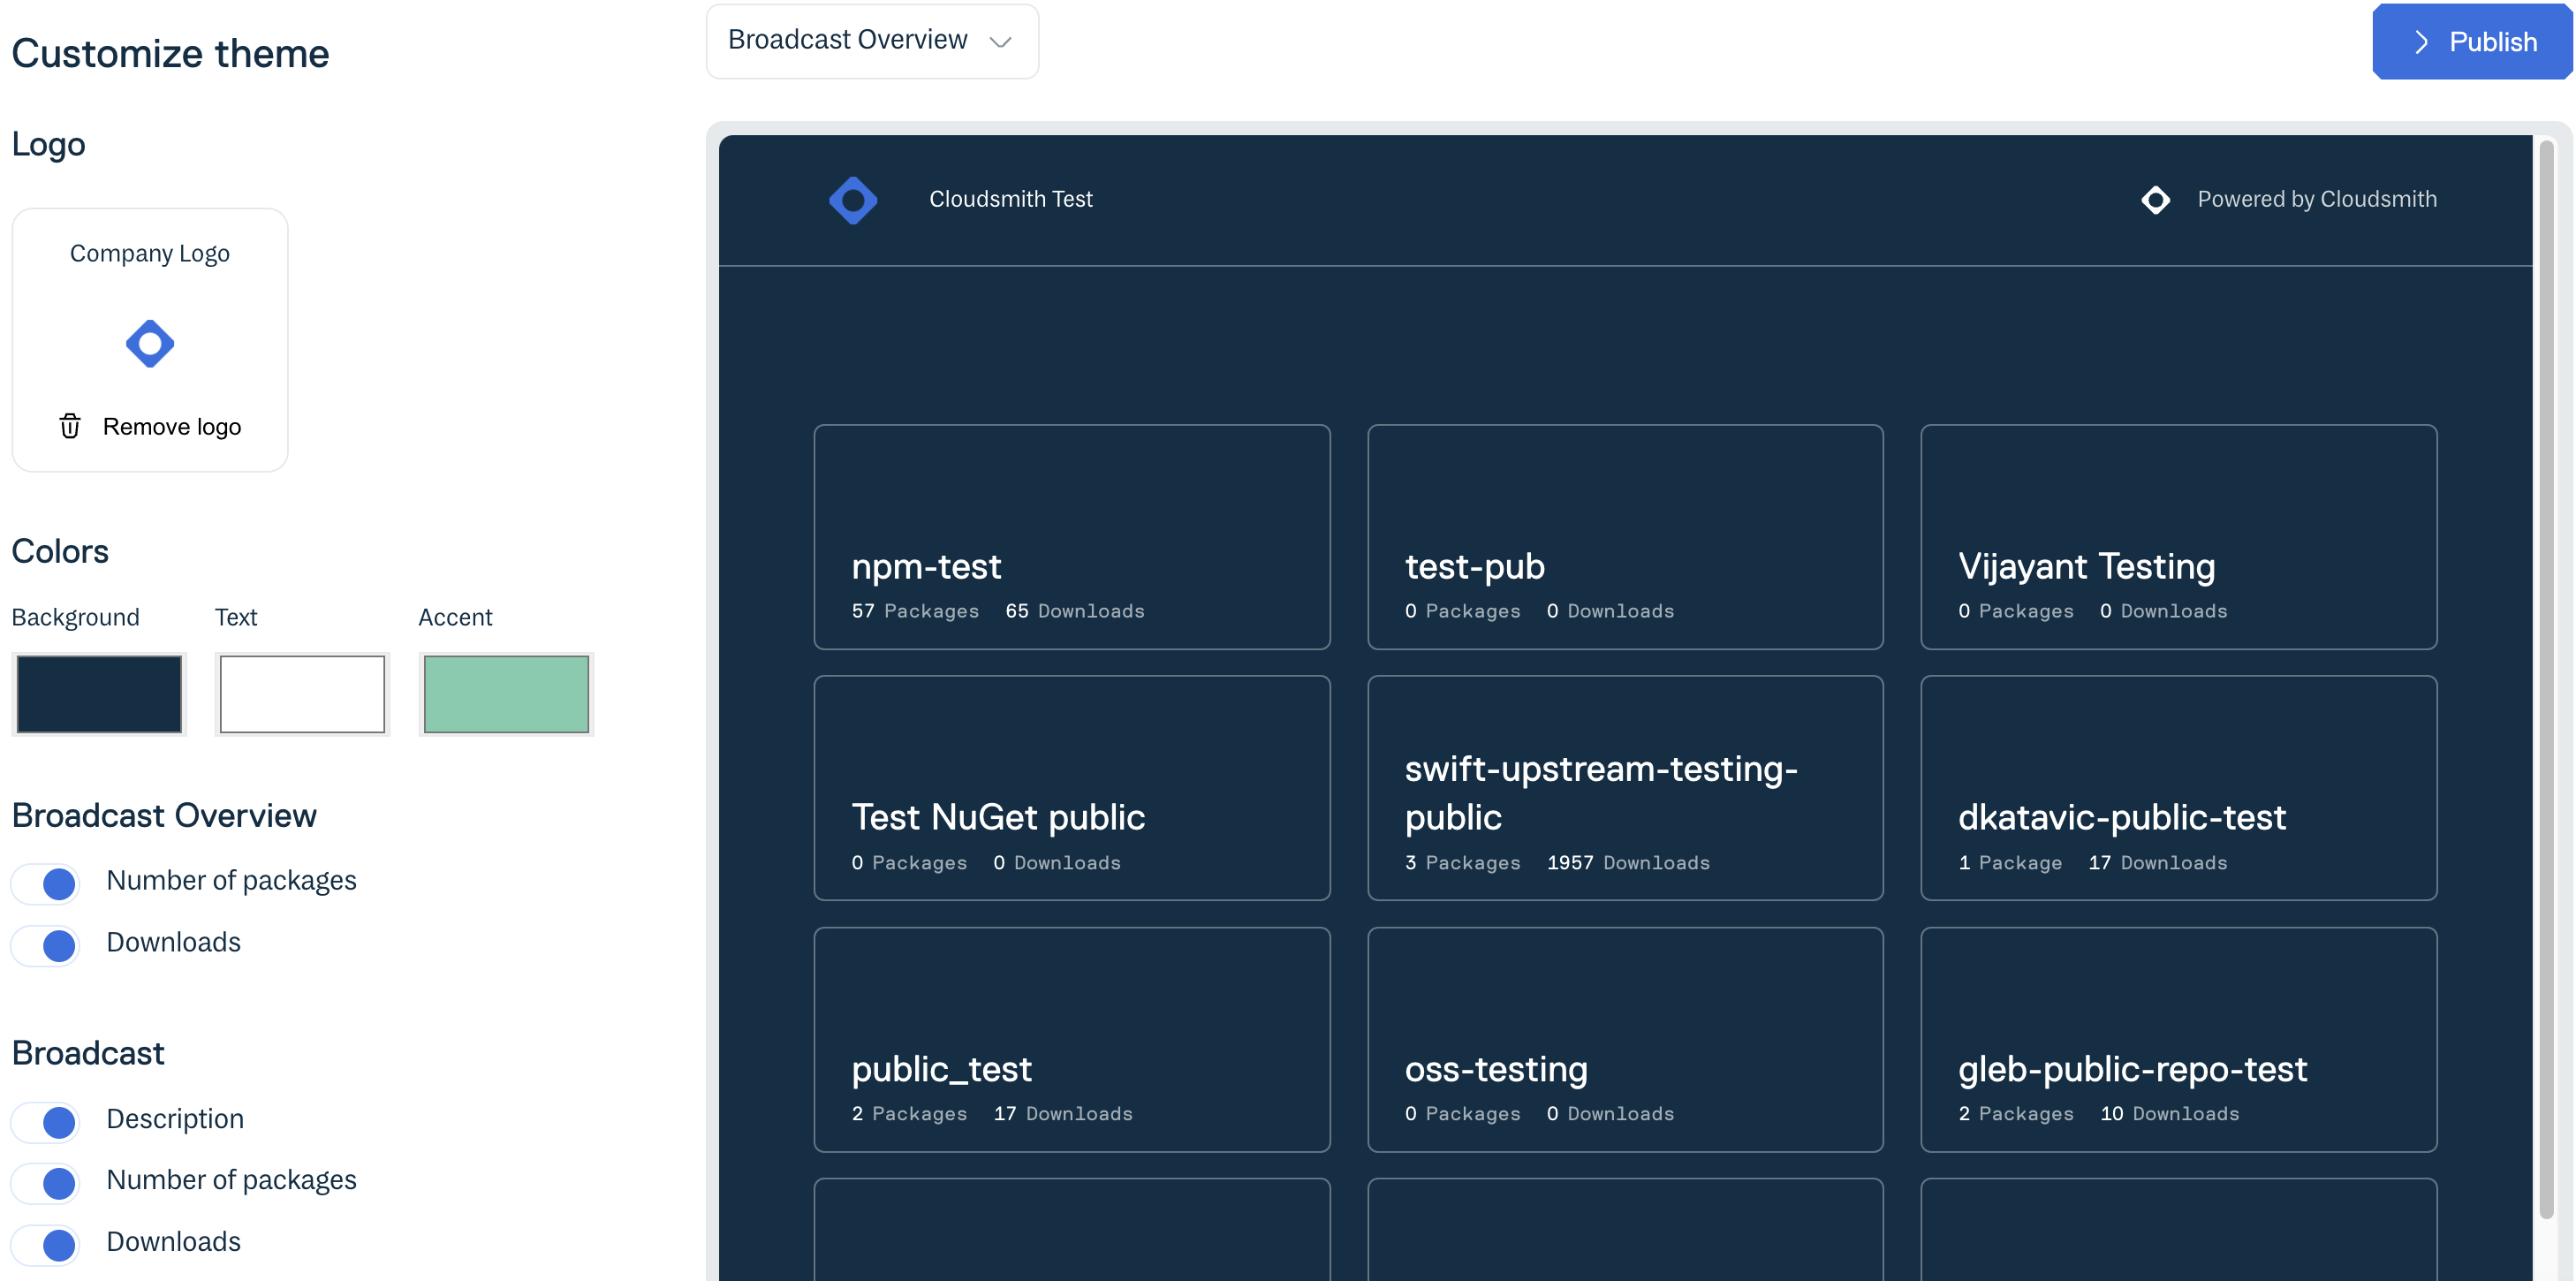 Customize theme
Broadcast Overview
Publish
Logo
Company Logo
Remove logo
Colors
Background Text Accent
Broadcast Overview
Number of packages
Downloads
Broadcast
Description
Number of packages
Downloads
Cloudsmith Test
Powered by Cloudsmith
npm-test
57 Packages 65 Downloads
test-pub
0 Packages 0 Downloads
Vijayant Testing
0 Packages 0 Downloads
Test NuGet public
0 Packages 0 Downloads
swift-upstream-testing-
public
3 Packages 1957 Downloads
dkatavic-public-test
1 Package 17 Downloads
public_test
2 Packages 17 Downloads
oss-testing
0 Packages 0 Downloads
gleb-public-repo-test
2 Packages 10 Downloads